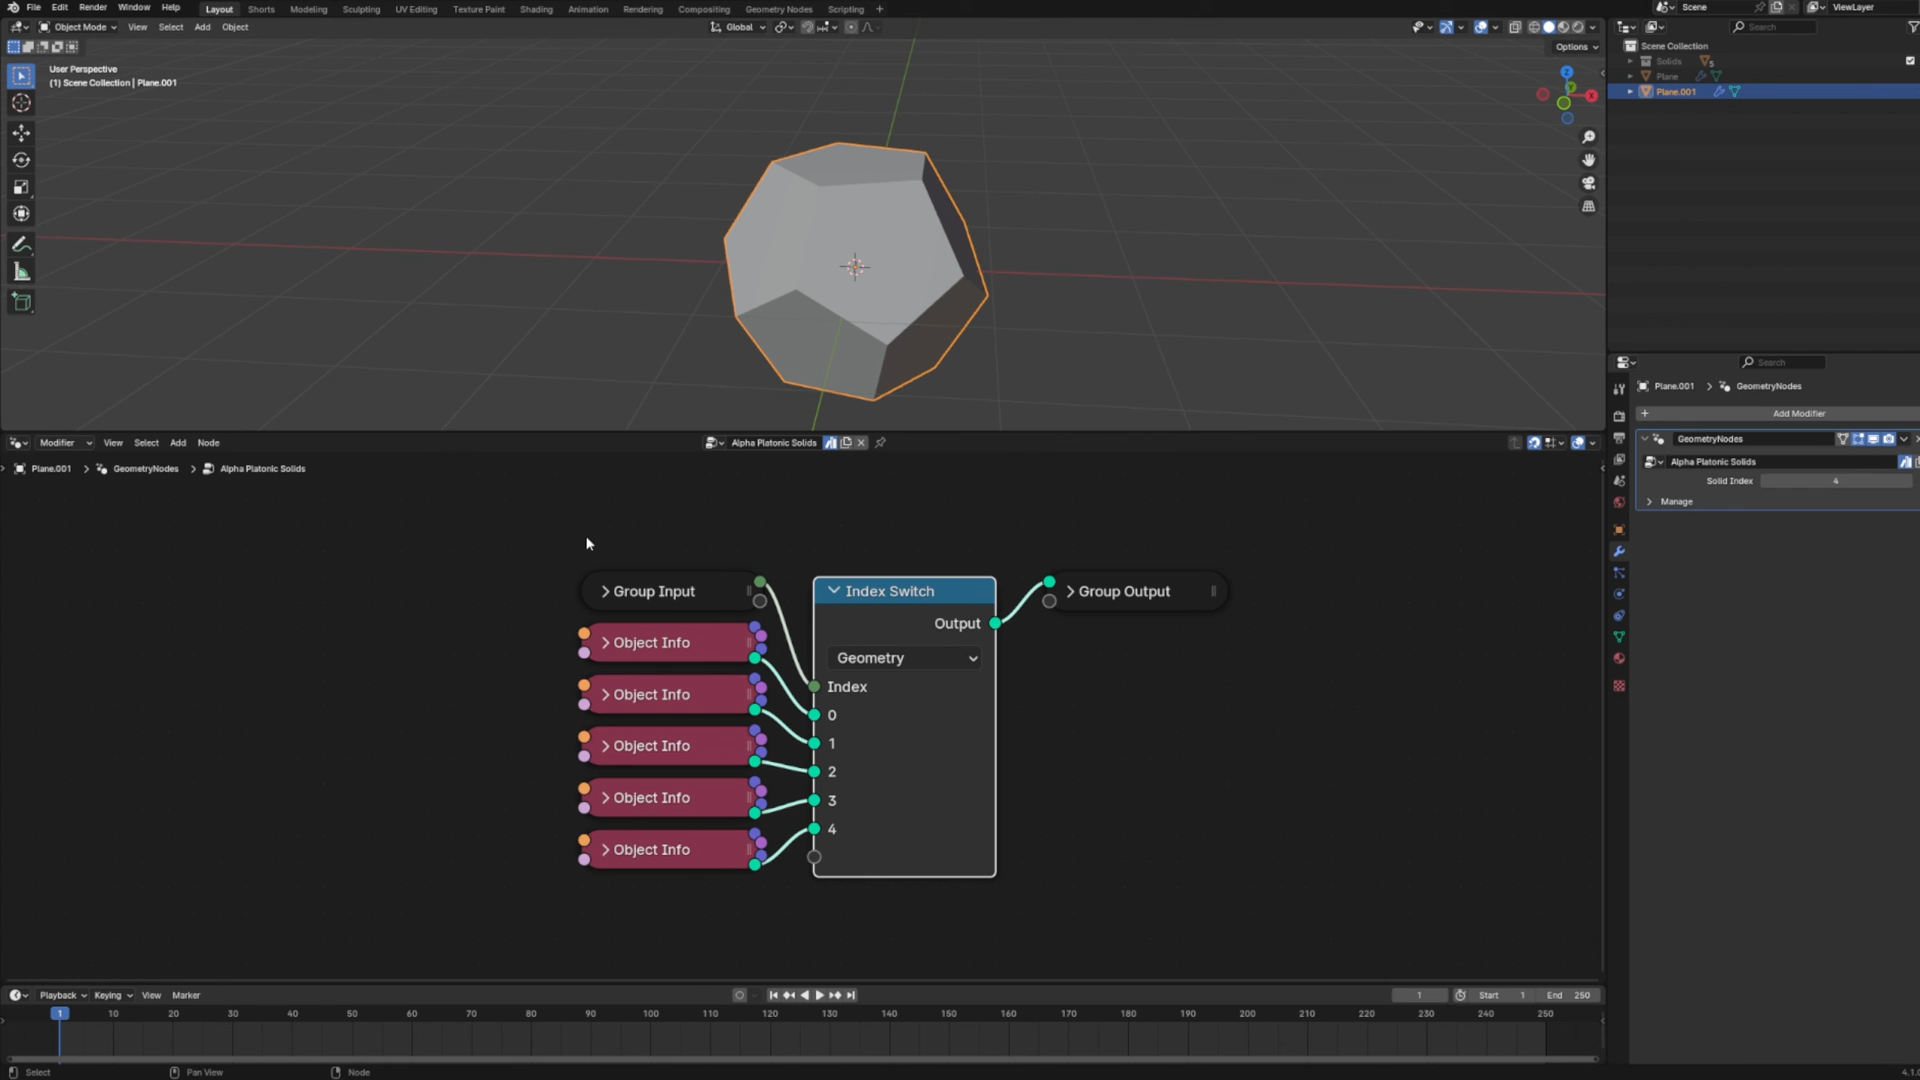 File Edit Render Window Help Layout Shorts Modeling Sculpting UV Editing Texture Paint Shading Animation Rendering Compositing Geometry Nodes Scripting + Scene ViewLayer
Object Mode View Select Add Object Global Search
Options
User Perspective
(1) Scene Collection | Plane.001
Z
Y
X
Scene Collection
Solids 5
Plane
Plane.001
Search
Plane.001 > GeometryNodes
+ Add Modifier
GeometryNodes
Alpha Platonic Solids
Solid Index 4
Manage
Modifier View Select Add Node Alpha Platonic Solids
Plane.001 > GeometryNodes > Alpha Platonic Solids
Group Input
Object Info
Object Info
Object Info
Object Info
Object Info
Index Switch
Output
Geometry
Index
0
1
2
3
4
Group Output
Playback Keying View Marker 1 Start 1 End 250
1 10 20 30 40 50 60 70 80 90 100 110 120 130 140 150 160 170 180 190 200 210 220 230 240 250
Select Pan View Node